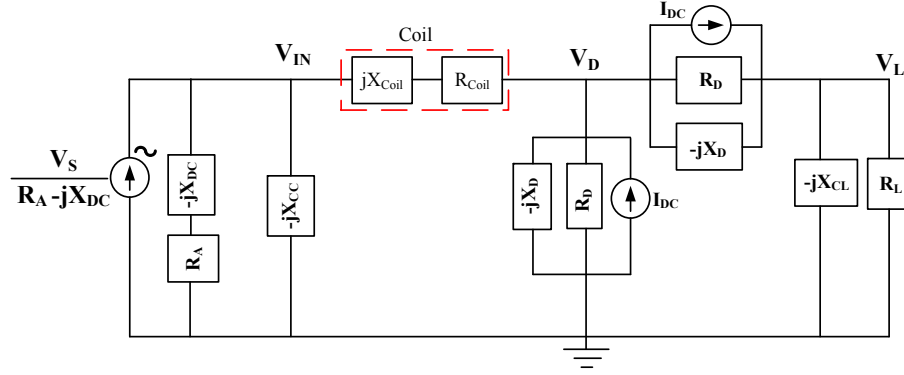 I_DC
Coil
V_IN
V_D
V_L
jX_Coil
R_Coil
R_D
-jX_D
V_S
R_A -jX_DC
-jX_DC
R_A
-jX_CC
-jX_D
R_D
I_DC
-jX_CL
R_L